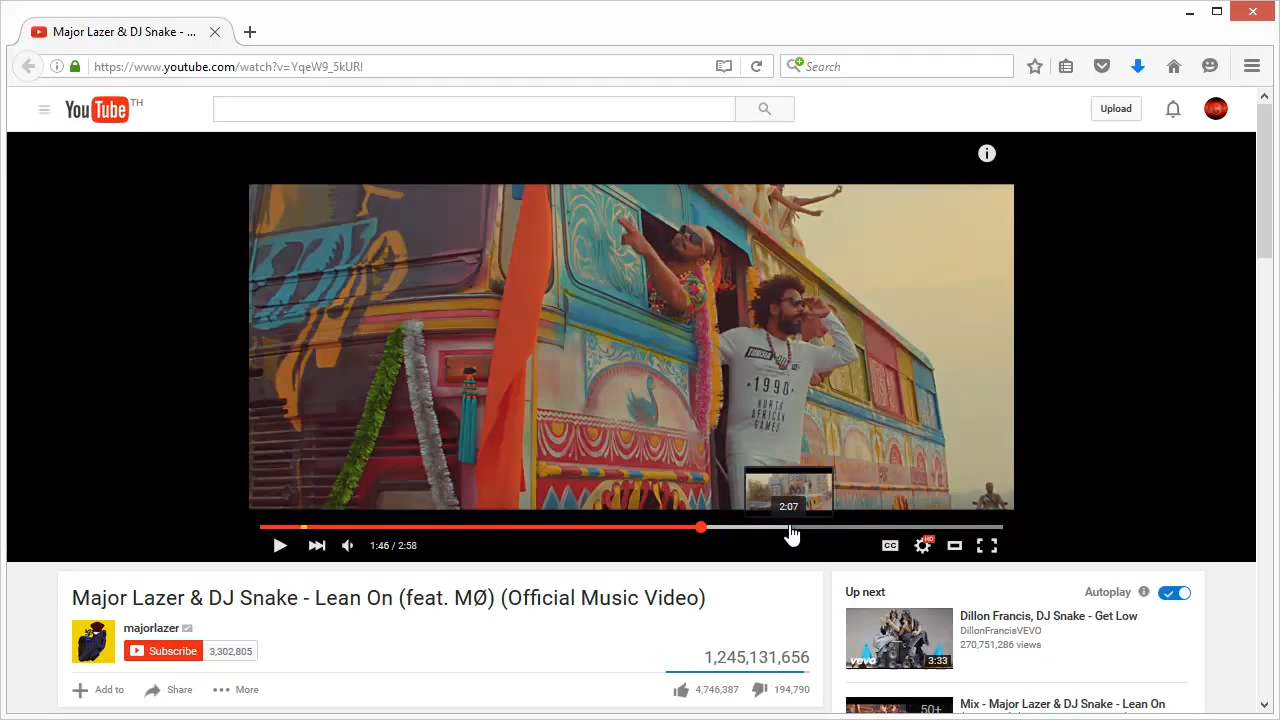 Major Lazer & DJ Snake - ...
https://www.youtube.com/watch?v=YqeW9_5kURI
Search
YouTube TH
Upload
TUNISIA
·1990·
NORTH
AFRICAN
GAMES
2:07
1:46 / 2:58
CC
HD
Major Lazer & DJ Snake - Lean On (feat. MØ) (Official Music Video)
majorlazer
Subscribe 3,302,805
1,245,131,656
Add to Share More
4,746,387 194,790
Up next
Autoplay
Dillon Francis, DJ Snake - Get Low
DillonFrancisVEVO
270,751,286 views
vevo
3:33
Mix - Major Lazer & DJ Snake - Lean On
50+